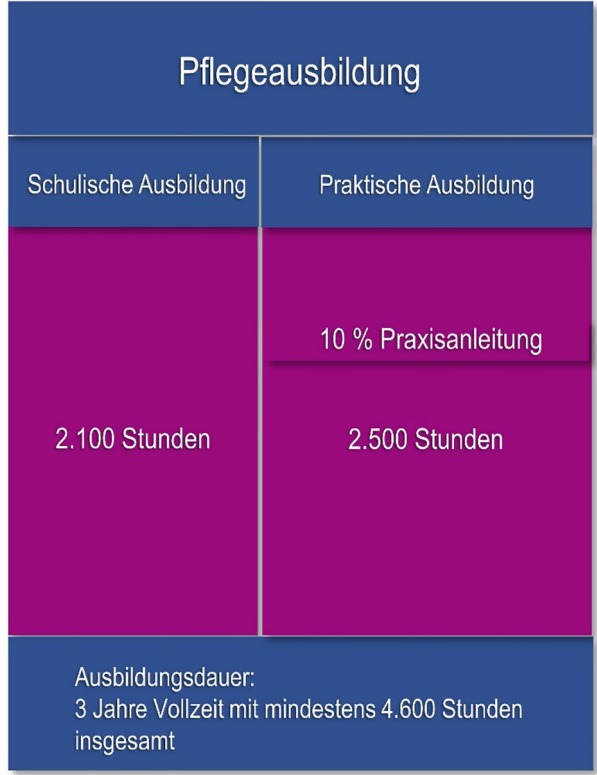 Pflegeausbildung
Schulische Ausbildung
Praktische Ausbildung
10 % Praxisanleitung
2.100 Stunden
2.500 Stunden
Ausbildungsdauer:
3 Jahre Vollzeit mit mindestens 4.600 Stunden
insgesamt